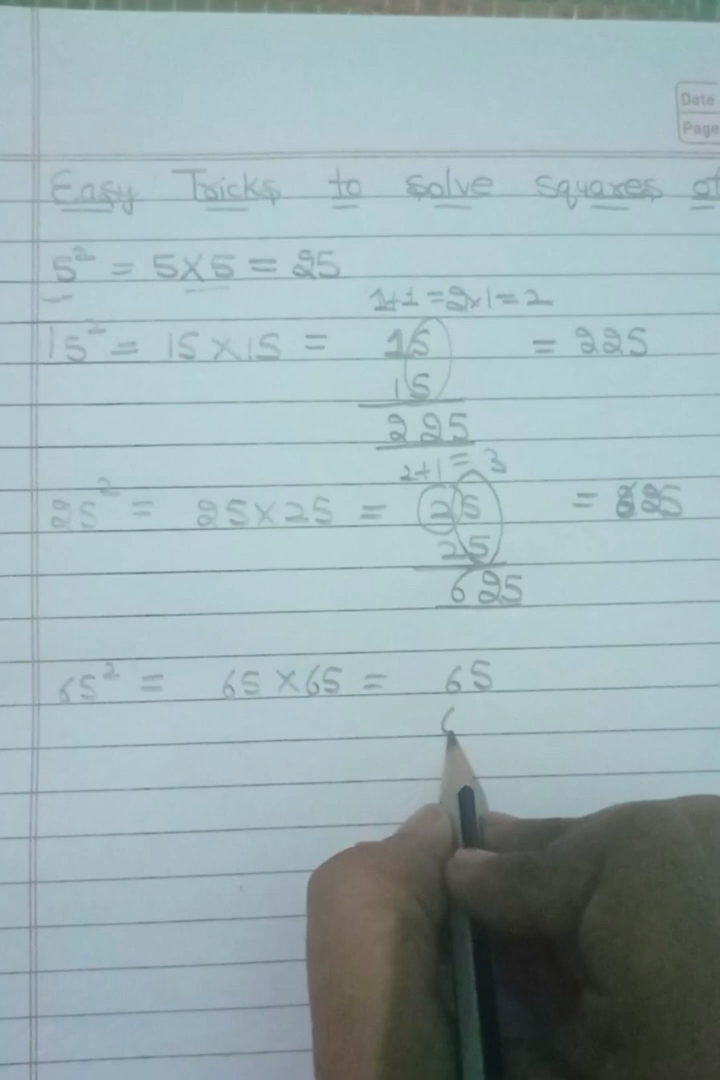 Date
Page
Easy Tricks to solve squares of
5² = 5×5 = 25
1+1 = 2×1 = 2
15² = 15×15 = 15 = 225
15
225
2+1 = 3
25² = 25×25 = 25 = 625
25
625
65² = 65×65 = 65